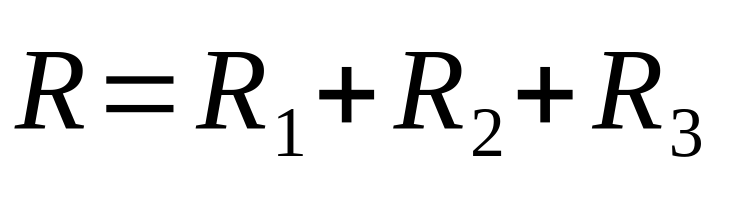 R = R₁ + R₂ + R₃